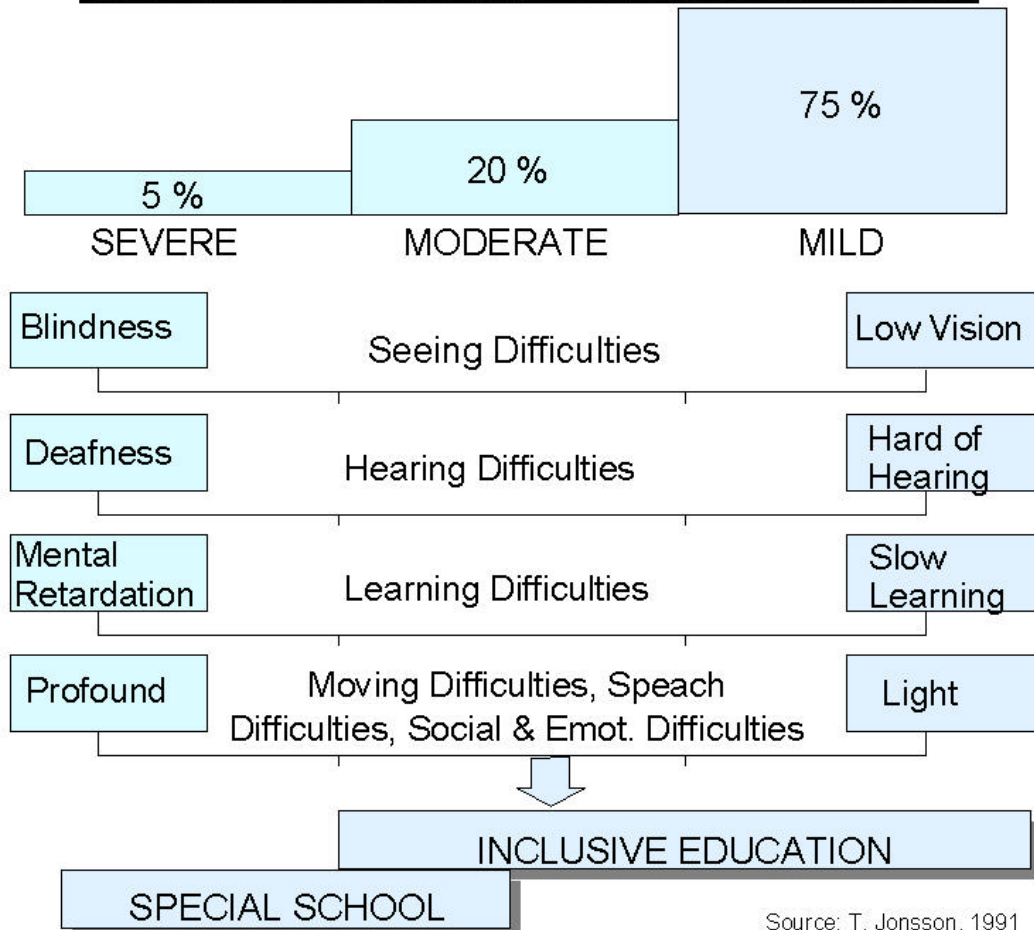 75 %
20 %
5 %
SEVERE
MODERATE
MILD
Blindness
Seeing Difficulties
Low Vision
Deafness
Hearing Difficulties
Hard of
Hearing
Mental
Retardation
Learning Difficulties
Slow
Learning
Profound
Moving Difficulties, Speach
Difficulties, Social & Emot. Difficulties
Light
INCLUSIVE EDUCATION
SPECIAL SCHOOL
Source: T. Jonsson, 1991